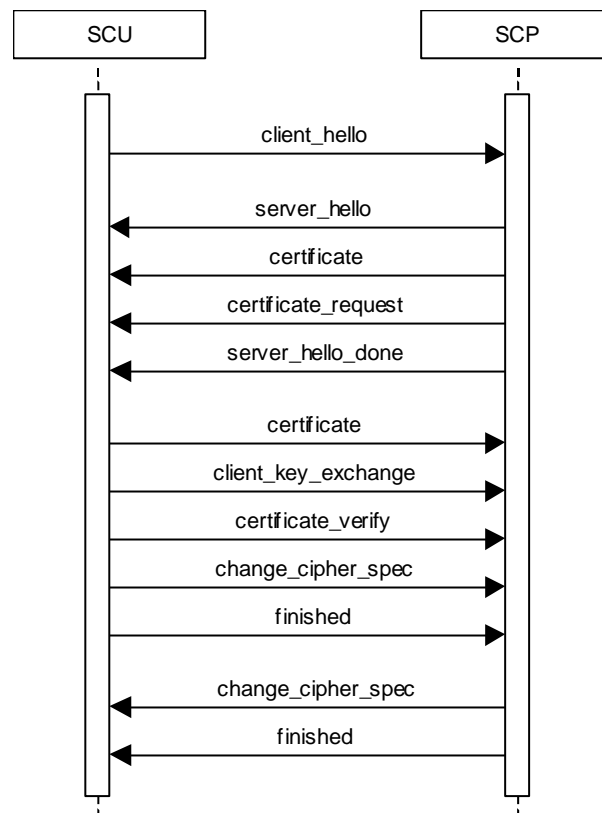 SCU
SCP
client_hello
server_hello
certificate
certificate_request
server_hello_done
certificate
client_key_exchange
certificate_verify
change_cipher_spec
finished
change_cipher_spec
finished